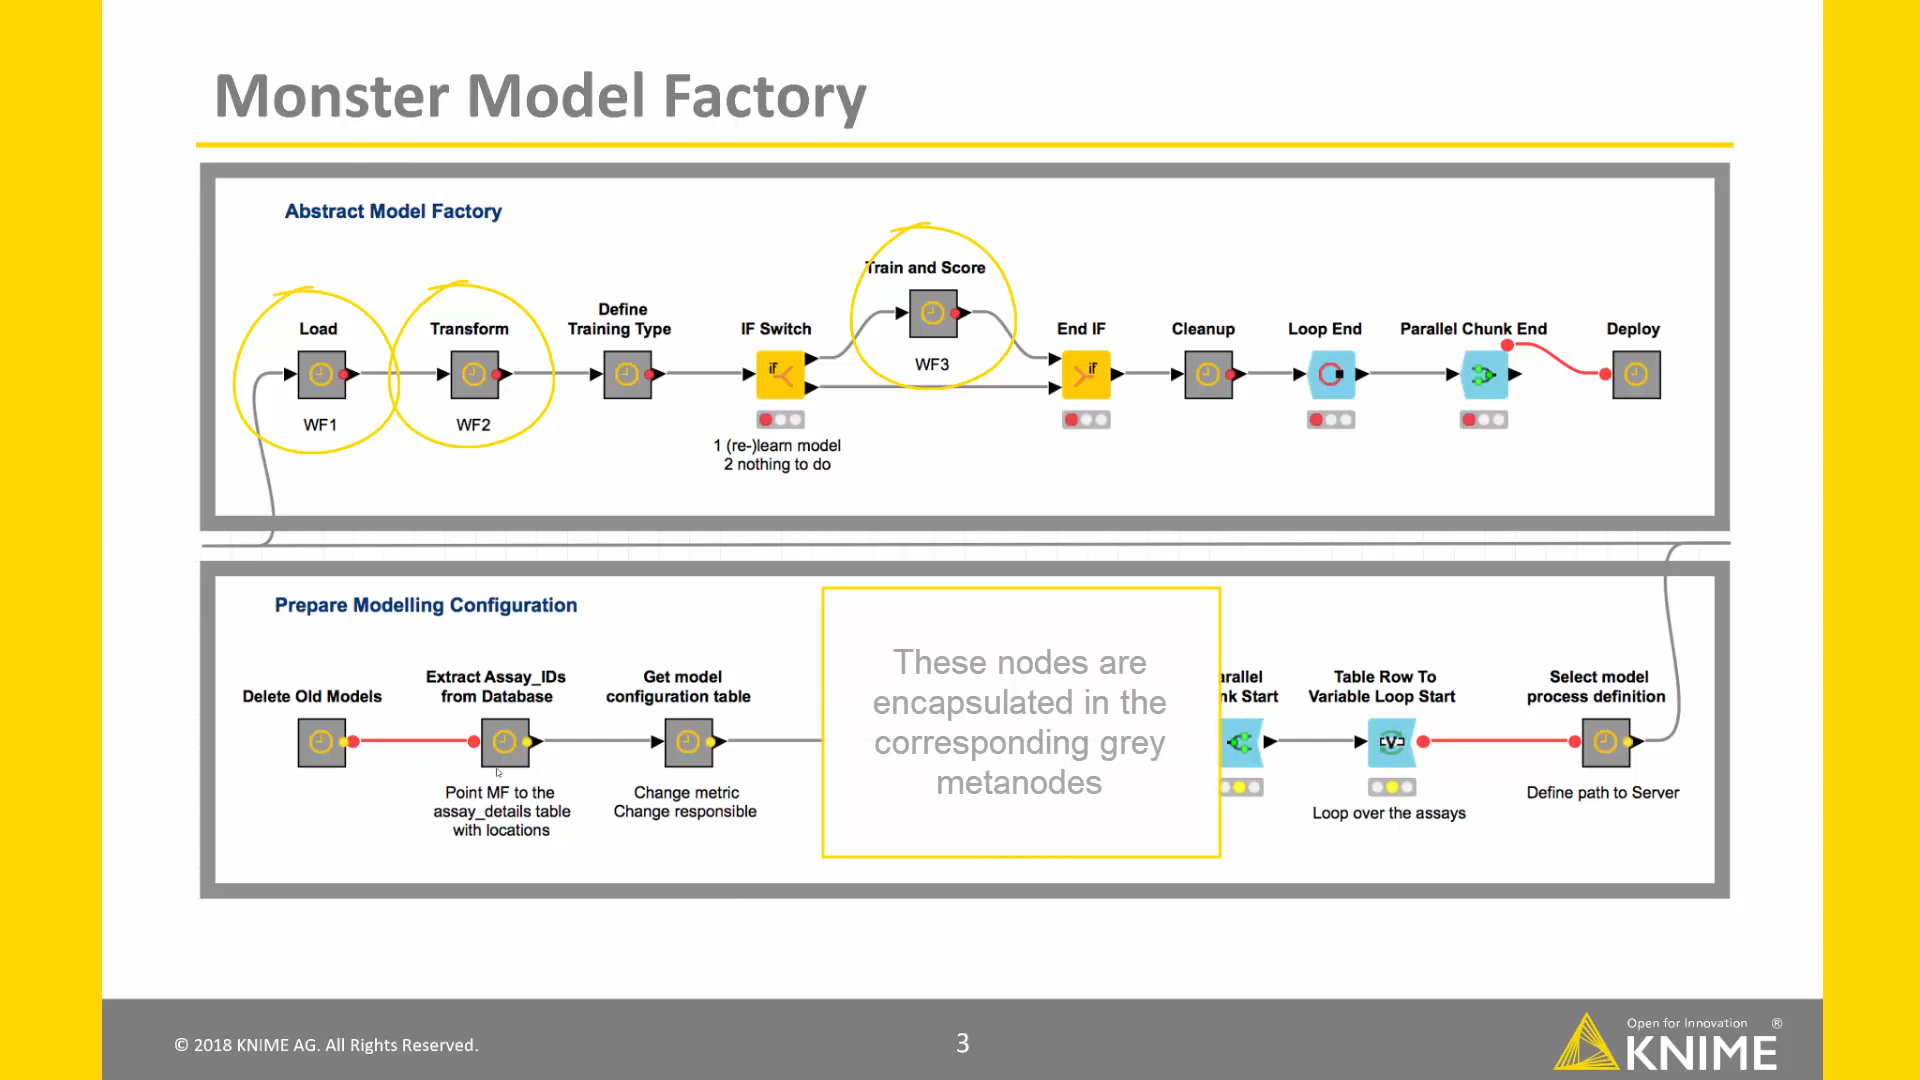 Monster Model Factory
Abstract Model Factory
Train and Score
Define
Load
Transform
Training Type
IF Switch
End IF
Cleanup
Loop End
Parallel Chunk End
Deploy
if
if
WF3
WF1
WF2
1 (re-)learn model
2 nothing to do
Prepare Modelling Configuration
These nodes are
encapsulated in the
corresponding grey
metanodes
Extract Assay_IDs
Get model
arallel
Table Row To
Select model
Delete Old Models
from Database
configuration table
nk Start
Variable Loop Start
process definition
V
Point MF to the
Change metric
Define path to Server
assay_details table
Change responsible
Loop over the assays
with locations
© 2018 KNIME AG. All Rights Reserved.
3
Open for Innovation ®
KNIME